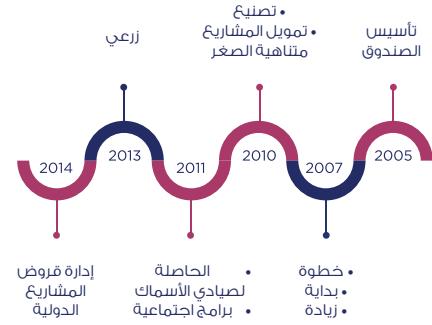 تأسيس
الصندوق
2005
2007
• خطوة
• بداية
• زيادة
• تصنيع
• تمويل المشاريع
متناهية الصغر
2010
2011
• الحاصلة
لصيادي الأسماك
• برامج اجتماعية
زرعي
2013
2014
إدارة قروض
المشاريع
الدولية